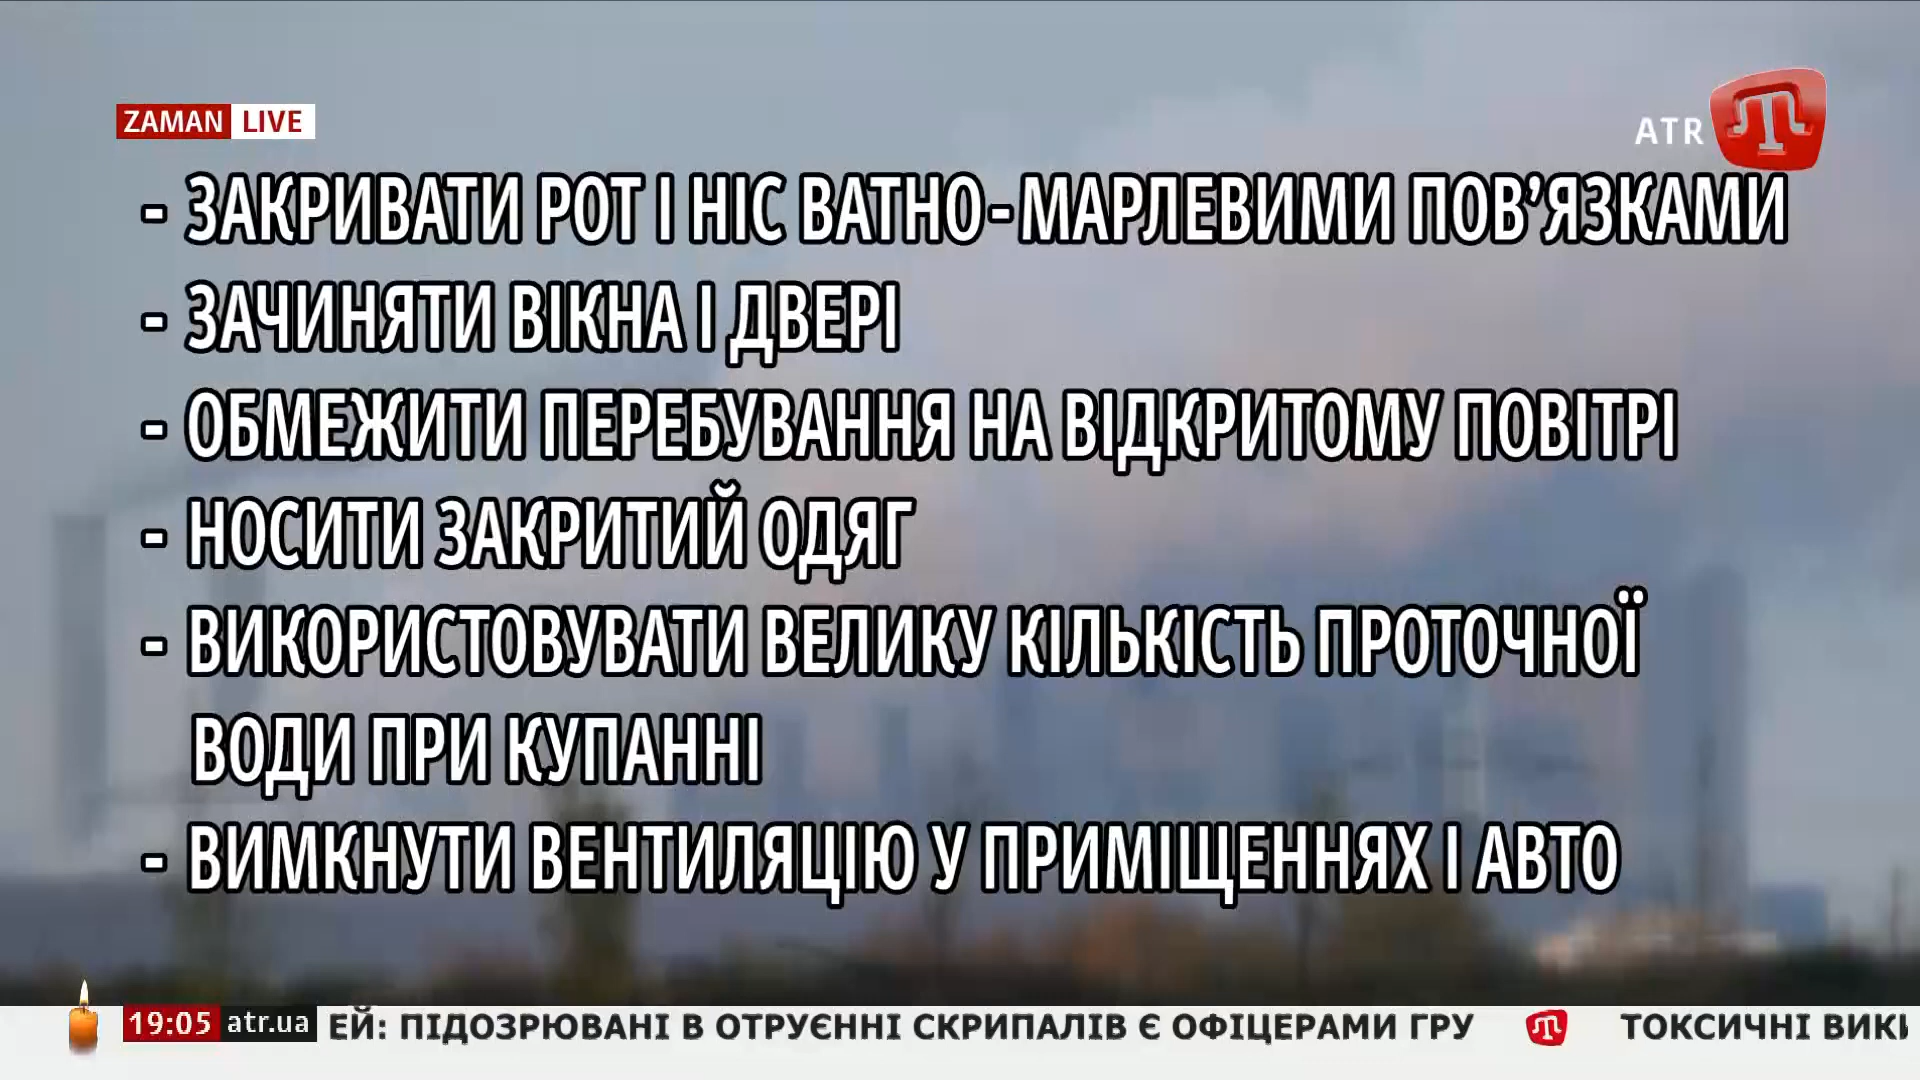 ZAMAN LIVE
ATR
- ЗАКРИВАТИ РОТ І НІС ВАТНО-МАРЛЕВИМИ ПОВ’ЯЗКАМИ
- ЗАЧИНЯТИ ВІКНА І ДВЕРІ
- ОБМЕЖИТИ ПЕРЕБУВАННЯ НА ВІДКРИТОМУ ПОВІТРІ
- НОСИТИ ЗАКРИТИЙ ОДЯГ
- ВИКОРИСТОВУВАТИ ВЕЛИКУ КІЛЬКІСТЬ ПРОТОЧНОЇ
ВОДИ ПРИ КУПАННІ
- ВИМКНУТИ ВЕНТИЛЯЦІЮ У ПРИМІЩЕННЯХ І АВТО
19:05 atr.ua ЕЙ: ПІДОЗРЮВАНІ В ОТРУЄННІ СКРИПАЛІВ Є ОФІЦЕРАМИ ГРУ ТОКСИЧНІ ВИКИ